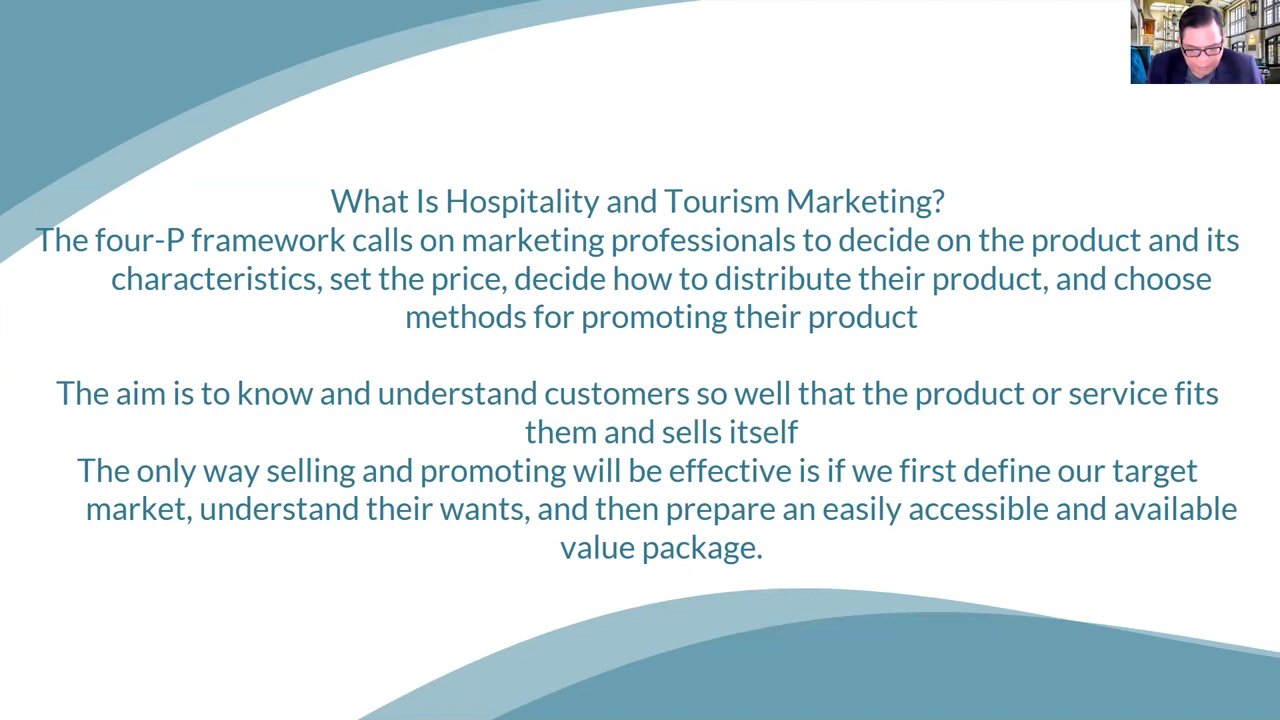 What Is Hospitality and Tourism Marketing?
The four-P framework calls on marketing professionals to decide on the product and its
characteristics, set the price, decide how to distribute their product, and choose
methods for promoting their product
The aim is to know and understand customers so well that the product or service fits
them and sells itself
The only way selling and promoting will be effective is if we first define our target
market, understand their wants, and then prepare an easily accessible and available
value package.